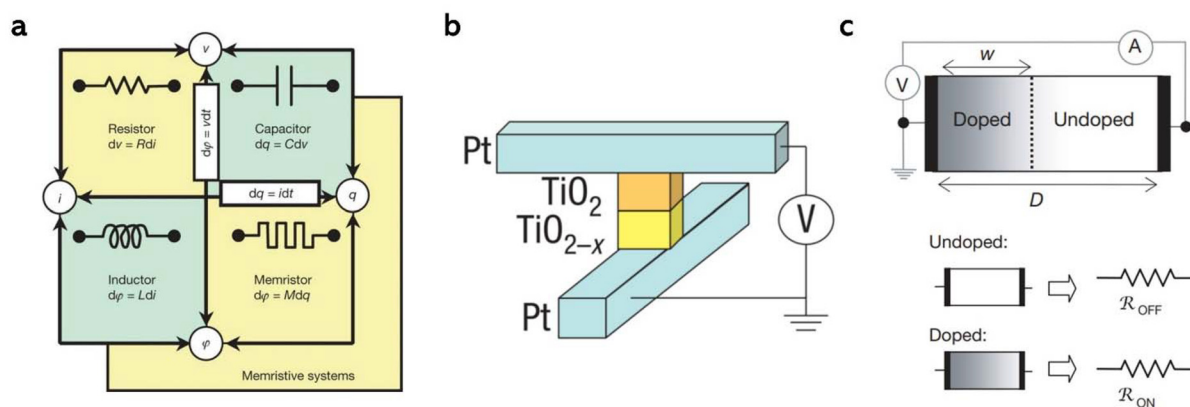 a
v
Resistor
dv = Rdi
Capacitor
dq = Cdv
dφ = vdt
i
dq = idt
q
Inductor
dφ = Ldi
Memristor
dφ = Mdq
φ
Memristive systems
b
Pt
TiO2
TiO2–x
V
Pt
c
A
V
w
Doped
Undoped
D
Undoped:
ROFF
Doped:
RON